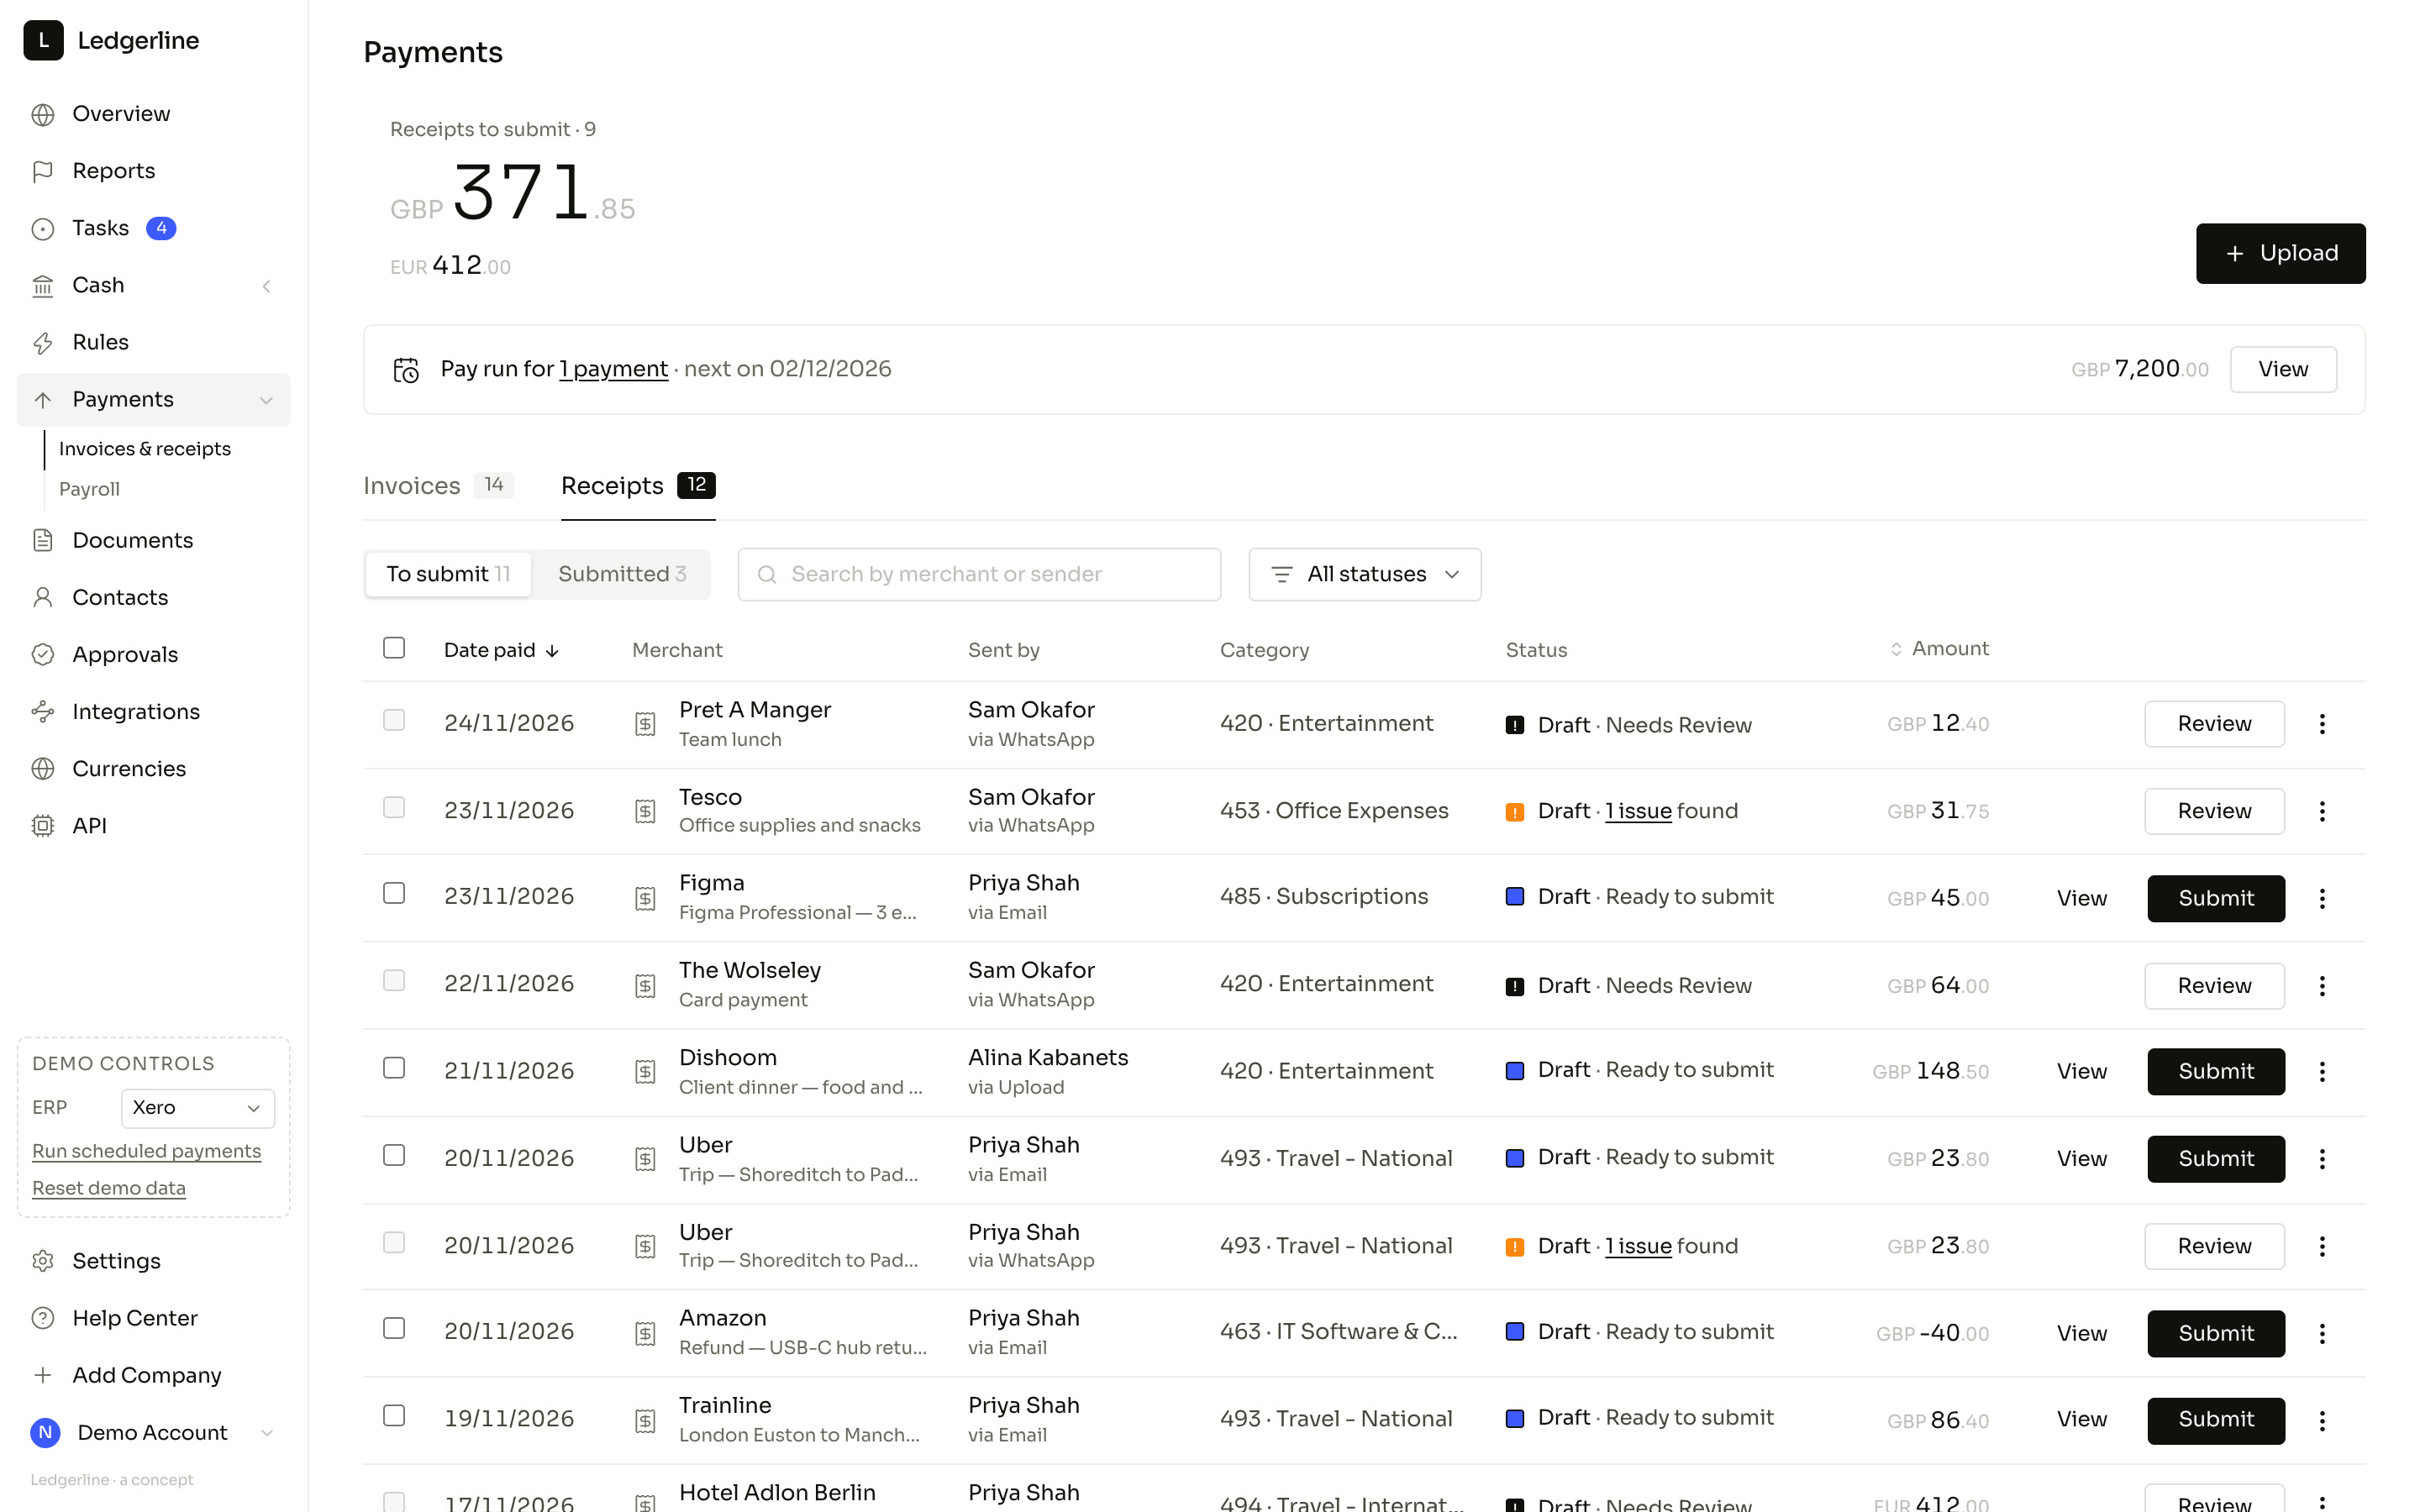 L Ledgerline
Overview
Reports
Tasks 4
Cash
Rules
Payments
Invoices & receipts
Payroll
Documents
Contacts
Approvals
Integrations
Currencies
API
DEMO CONTROLS
ERP Xero
Run scheduled payments
Reset demo data
Settings
Help Center
Add Company
N Demo Account
Ledgerline · a concept
Payments
Receipts to submit · 9
GBP 371.85
EUR 412.00
+ Upload
Pay run for 1 payment · next on 02/12/2026 GBP 7,200.00 View
Invoices 14 Receipts 12
To submit 11 Submitted 3 Search by merchant or sender All statuses
Date paid ↓ Merchant Sent by Category Status Amount
24/11/2026 Pret A Manger Sam Okafor 420 · Entertainment ! Draft · Needs Review GBP 12.40 Review
Team lunch via WhatsApp
23/11/2026 Tesco Sam Okafor 453 · Office Expenses ! Draft · 1 issue found GBP 31.75 Review
Office supplies and snacks via WhatsApp
23/11/2026 Figma Priya Shah 485 · Subscriptions Draft · Ready to submit GBP 45.00 View Submit
Figma Professional — 3 e... via Email
22/11/2026 The Wolseley Sam Okafor 420 · Entertainment ! Draft · Needs Review GBP 64.00 Review
Card payment via WhatsApp
21/11/2026 Dishoom Alina Kabanets 420 · Entertainment Draft · Ready to submit GBP 148.50 View Submit
Client dinner — food and ... via Upload
20/11/2026 Uber Priya Shah 493 · Travel - National Draft · Ready to submit GBP 23.80 View Submit
Trip — Shoreditch to Pad... via Email
20/11/2026 Uber Priya Shah 493 · Travel - National ! Draft · 1 issue found GBP 23.80 Review
Trip — Shoreditch to Pad... via WhatsApp
20/11/2026 Amazon Priya Shah 463 · IT Software & C... Draft · Ready to submit GBP -40.00 View Submit
Refund — USB-C hub retu... via Email
19/11/2026 Trainline Priya Shah 493 · Travel - National Draft · Ready to submit GBP 86.40 View Submit
London Euston to Manch... via Email
17/11/2026 Hotel Adlon Berlin Priya Shah 494 · Travel - Internat... ! Draft · Needs Review EUR 412.00 Review